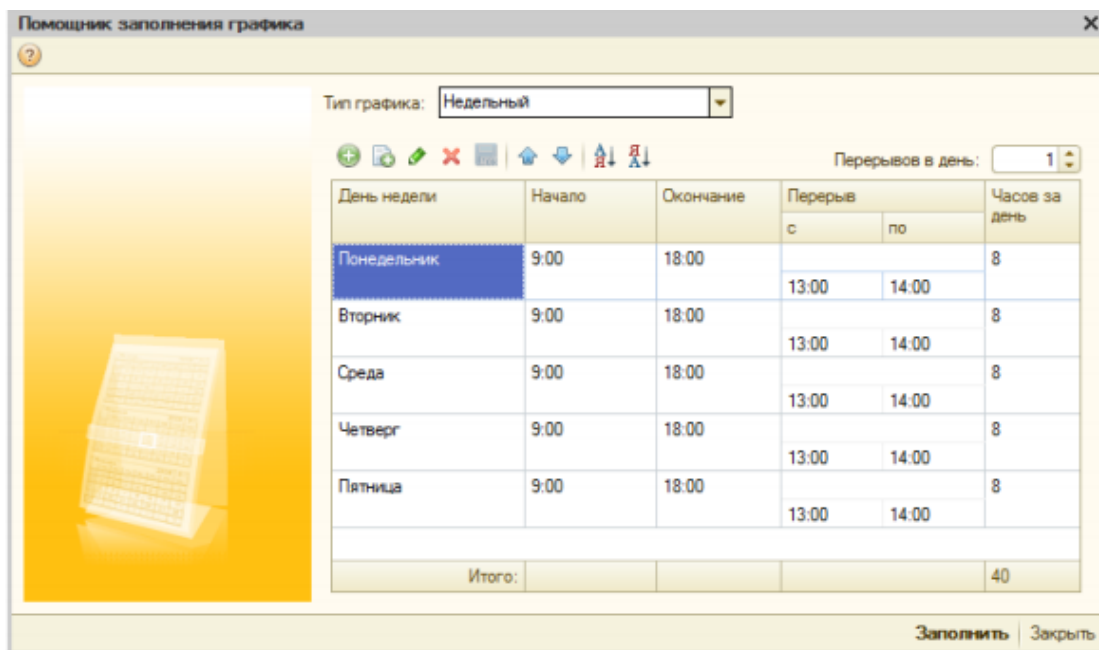 Помощник заполнения графика
Тип графика: Недельный
Перерывов в день: 1
День недели Начало Окончание Перерыв Часов за день
с по
Понедельник 9:00 18:00 8
13:00 14:00
Вторник 9:00 18:00 8
13:00 14:00
Среда 9:00 18:00 8
13:00 14:00
Четверг 9:00 18:00 8
13:00 14:00
Пятница 9:00 18:00 8
13:00 14:00
Итого: 40
Заполнить Закрыть